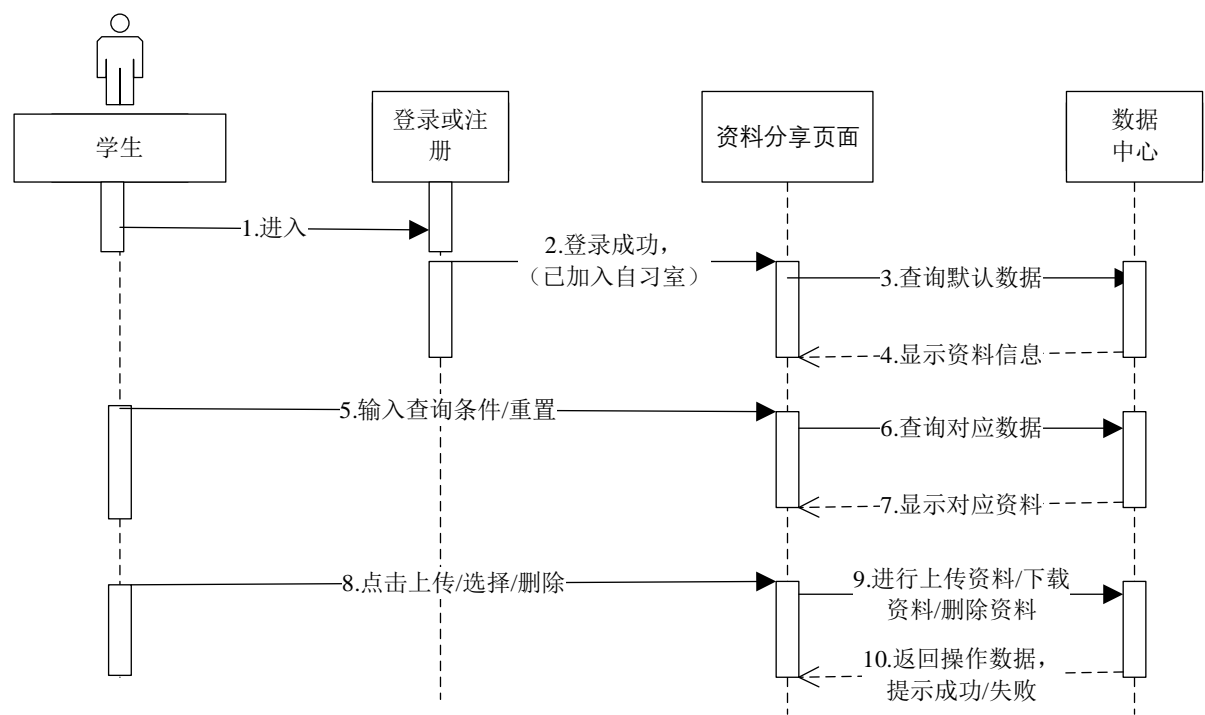 学生
登录或注
册
资料分享页面
数据
中心
1.进入
2.登录成功，
（已加入自习室）
3.查询默认数据
4.显示资料信息
5.输入查询条件/重置
6.查询对应数据
7.显示对应资料
8.点击上传/选择/删除
9.进行上传资料/下载
资料/删除资料
10.返回操作数据，
提示成功/失败